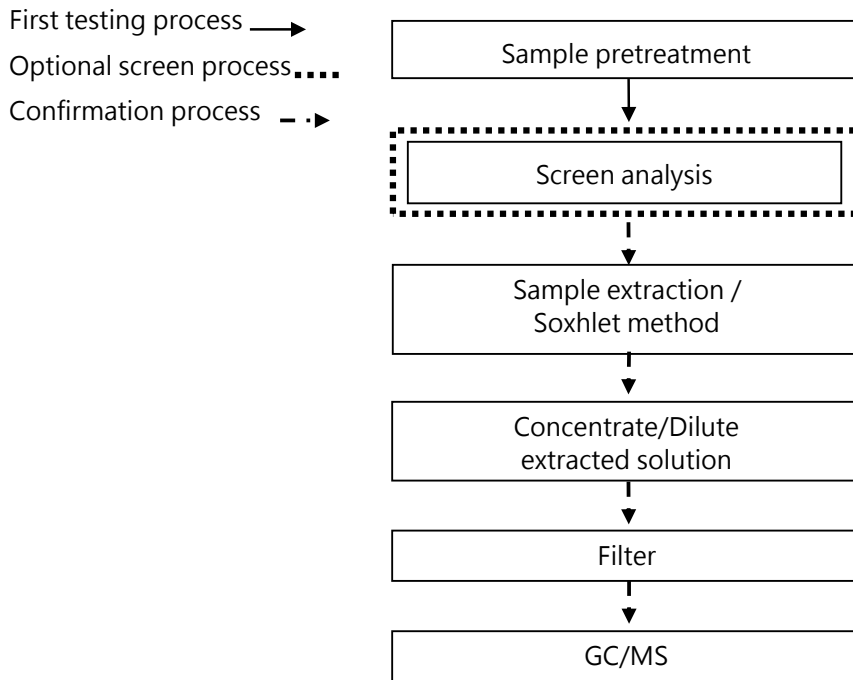 First testing process
Optional screen process
Confirmation process
Sample pretreatment
Screen analysis
Sample extraction /
Soxhlet method
Concentrate/Dilute
extracted solution
Filter
GC/MS